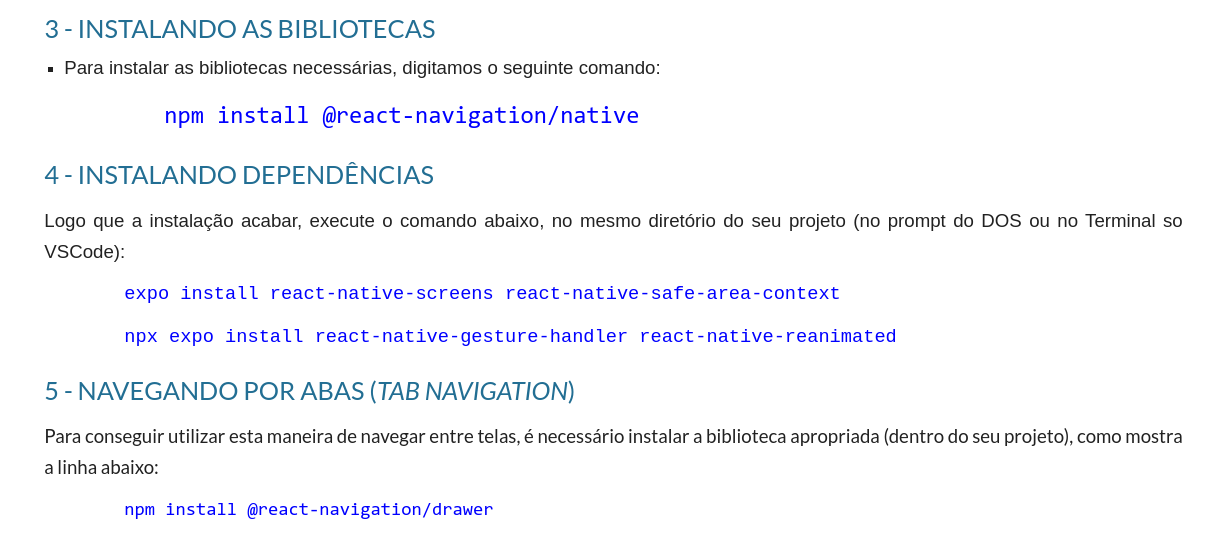 3 - INSTALANDO AS BIBLIOTECAS
▪ Para instalar as bibliotecas necessárias, digitamos o seguinte comando:
npm install @react-navigation/native
4 - INSTALANDO DEPENDÊNCIAS
Logo que a instalação acabar, execute o comando abaixo, no mesmo diretório do seu projeto (no prompt do DOS ou no Terminal so
VSCode):
expo install react-native-screens react-native-safe-area-context
npx expo install react-native-gesture-handler react-native-reanimated
5 - NAVEGANDO POR ABAS (TAB NAVIGATION)
Para conseguir utilizar esta maneira de navegar entre telas, é necessário instalar a biblioteca apropriada (dentro do seu projeto), como mostra
a linha abaixo:
npm install @react-navigation/drawer